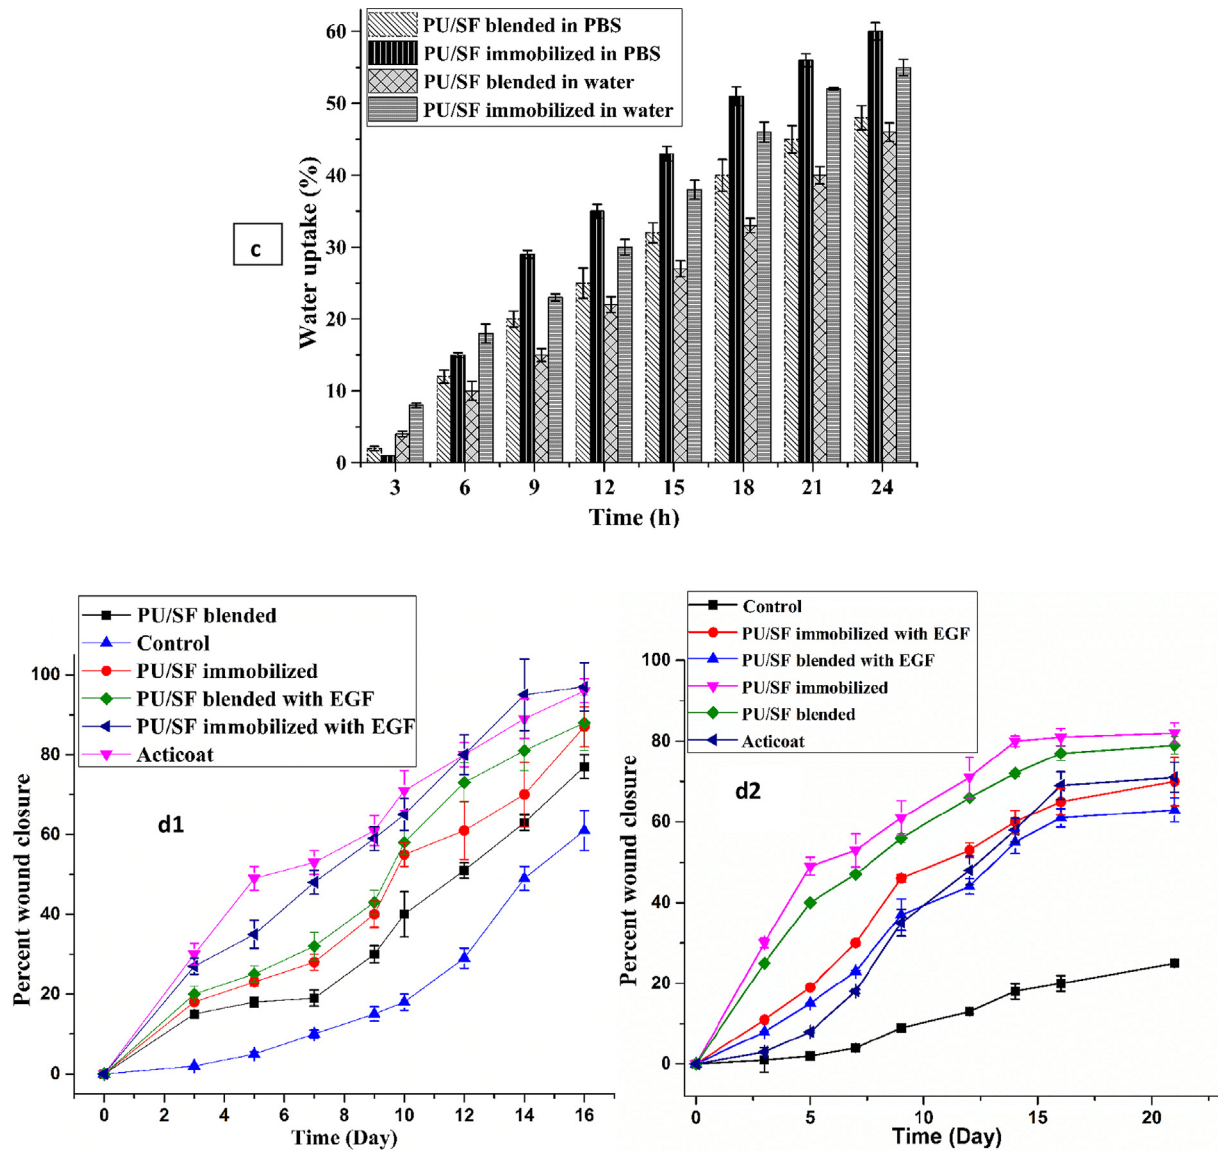 60
50
40
30
20
10
0
Water uptake (%)
PU/SF blended in PBS
PU/SF immobilized in PBS
PU/SF blended in water
PU/SF immobilized in water
c
3 6 9 12 15 18 21 24
Time (h)
PU/SF blended
Control
PU/SF immobilized
PU/SF blended with EGF
PU/SF immobilized with EGF
Acticoat
d1
100
80
60
40
20
0
Percent wound closure
0 2 4 6 8 10 12 14 16
Time (Day)
Control
PU/SF immobilized with EGF
PU/SF blended with EGF
PU/SF immobilized
PU/SF blended
Acticoat
d2
100
80
60
40
20
0
Percent wound closure
0 5 10 15 20
Time (Day)